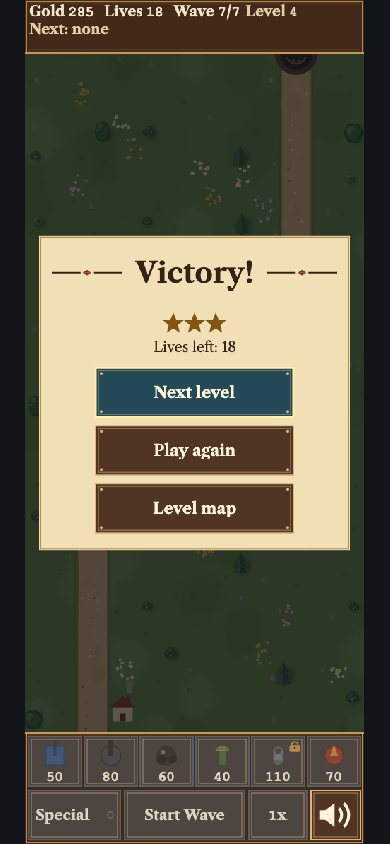 Gold 285 Lives 18 Wave 7/7 Level 4
Next: none
Victory!
Lives left: 18
Next level
Play again
Level map
50 80 60 40 110 70
Special Start Wave 1x